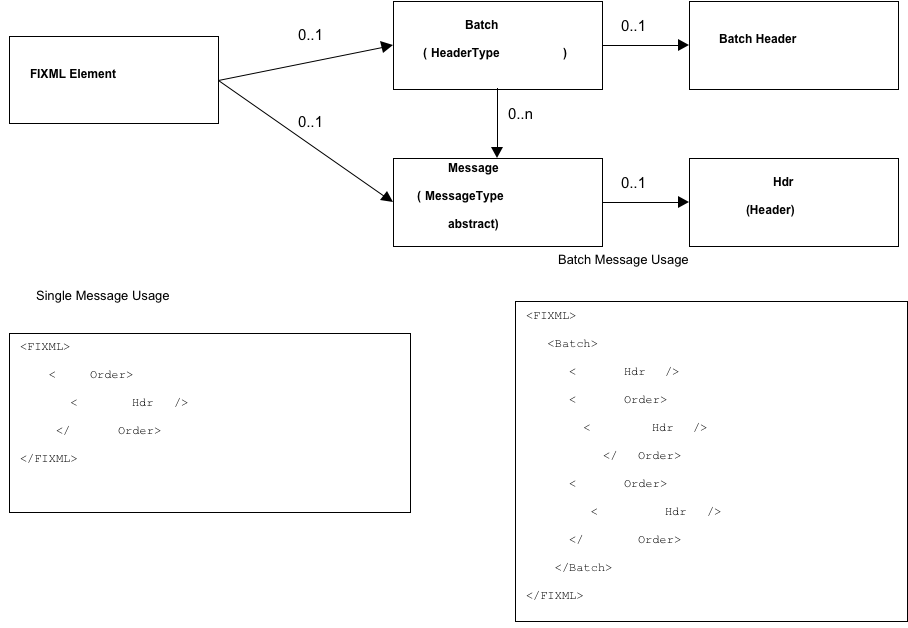 FIXML Element
0..1
0..1
Batch
( HeaderType )
0..1
Batch Header
0..n
Message
( MessageType
abstract)
0..1
Hdr
(Header)
Batch Message Usage
Single Message Usage
<FIXML>
< Order>
< Hdr />
</ Order>
</FIXML>
<FIXML>
<Batch>
< Hdr />
< Order>
< Hdr />
</ Order>
< Order>
< Hdr />
</ Order>
</Batch>
</FIXML>